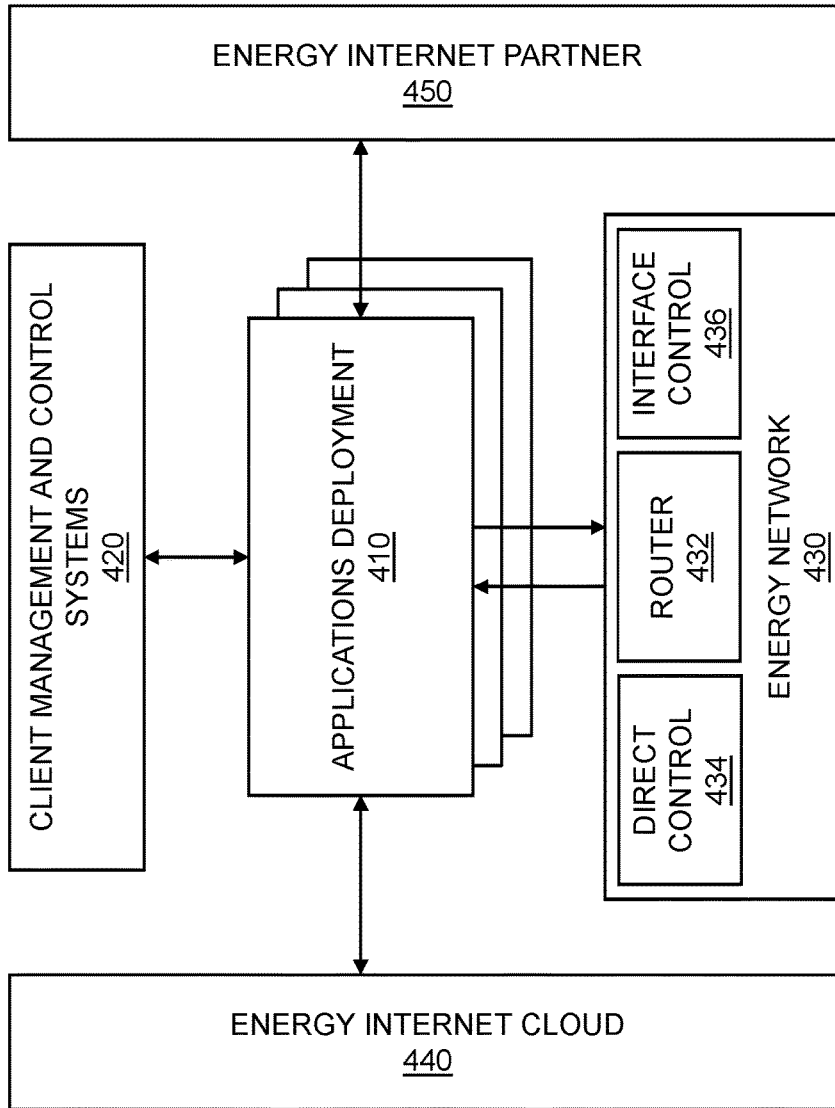 ENERGY INTERNET PARTNER
450
CLIENT MANAGEMENT AND CONTROL
SYSTEMS
420
APPLICATIONS DEPLOYMENT
410
INTERFACE
CONTROL
436
ROUTER
432
DIRECT
CONTROL
434
ENERGY NETWORK
430
ENERGY INTERNET CLOUD
440